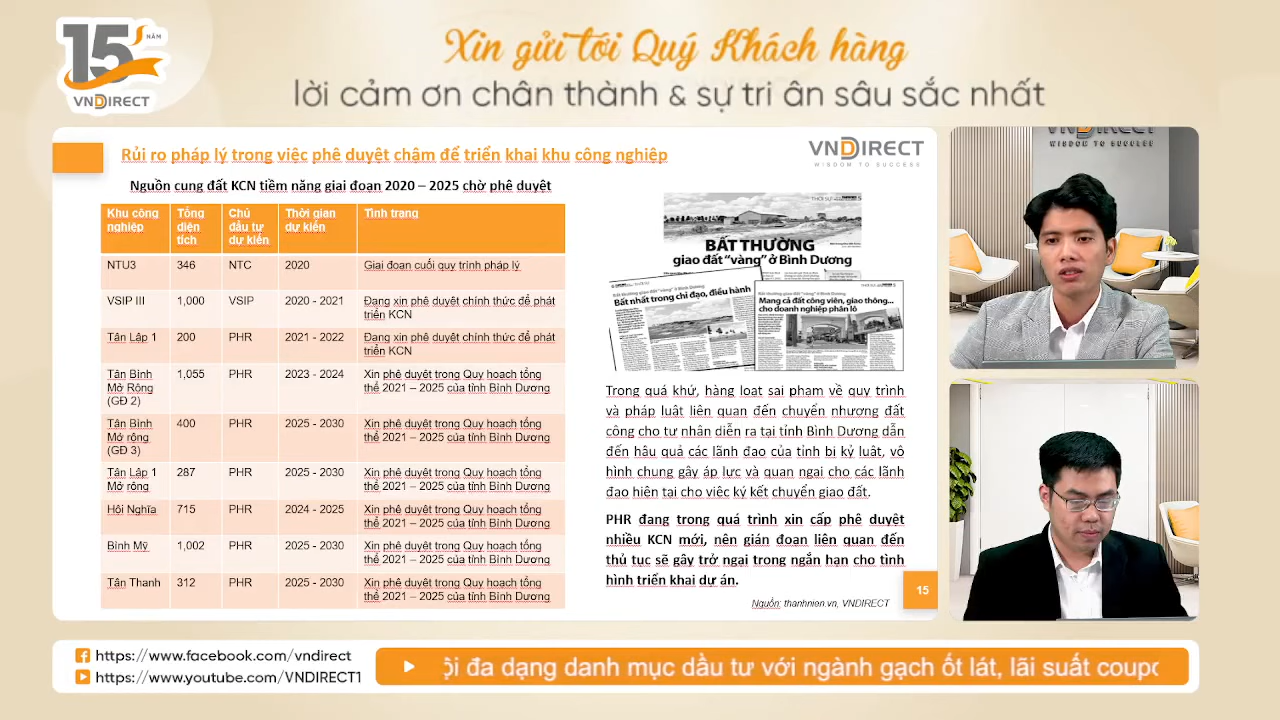 15 NĂM
VNDIRECT
Xin gửi tới Quý Khách hàng
lời cảm ơn chân thành & sự tri ân sâu sắc nhất
Rủi ro pháp lý trong việc phê duyệt chậm để triển khai khu công nghiệp
VNDIRECT
WISDOM TO SUCCESS
Nguồn cung đất KCN tiềm năng giai đoạn 2020 – 2025 chờ phê duyệt
Khu công nghiệp | Tổng diện tích | Chủ đầu tư dự kiến | Thời gian dự kiến | Tình trạng
NTU3 | 346 | NTC | 2020 | Giai đoạn cuối quy trình pháp lý
VSIP III | 1,000 | VSIP | 2020 - 2021 | Đang xin phê duyệt chính thức để phát triển KCN
Tân Lập 1 | 200 | PHR | 2021 - 2022 | Đang xin phê duyệt chính thức để phát triển KCN
Tân Bình Mở Rộng (GĐ 2) | PHR | 2023 - 2024 | Xin phê duyệt trong Quy hoạch tổng thể 2021 – 2025 của tỉnh Bình Dương
Tân Bình Mở rộng (GĐ 3) | 400 | PHR | 2025 - 2030 | Xin phê duyệt trong Quy hoạch tổng thể 2021 – 2025 của tỉnh Bình Dương
Tân Lập 1 Mở rộng | 287 | PHR | 2025 - 2030 | Xin phê duyệt trong Quy hoạch tổng thể 2021 – 2025 của tỉnh Bình Dương
Hội Nghĩa | 715 | PHR | 2024 - 2025 | Xin phê duyệt trong Quy hoạch tổng thể 2021 – 2025 của tỉnh Bình Dương
Bình Mỹ | 1,002 | PHR | 2025 - 2030 | Xin phê duyệt trong Quy hoạch tổng thể 2021 – 2025 của tỉnh Bình Dương
Tân Thành | 312 | PHR | 2025 - 2030 | Xin phê duyệt trong Quy hoạch tổng thể 2021 – 2025 của tỉnh Bình Dương
BẤT THƯỜNG
giao đất "vàng" ở Bình Dương
Bất nhất trong chỉ đạo, điều hành
Mang cả đất công viên, giao thông...
cho doanh nghiệp phân lô
Trong quá khứ, hàng loạt sai phạm về quy trình
và pháp luật liên quan đến chuyển nhượng đất
công cho tư nhân diễn ra tại tỉnh Bình Dương dẫn
đến hậu quả các lãnh đạo của tỉnh bị kỷ luật, vô
hình chung gây áp lực và quan ngại cho các lãnh
đạo hiện tại cho việc ký kết chuyển giao đất.
PHR đang trong quá trình xin cấp phê duyệt
nhiều KCN mới, nên gián đoạn liên quan đến
thủ tục sẽ gây trở ngại trong ngắn hạn cho tình
hình triển khai dự án.
Nguồn: thanhnien.vn, VNDIRECT
15
VNDIRECT
WISDOM TO SUCCESS
https://www.facebook.com/vndirect
https://www.youtube.com/VNDIRECT1
đa dạng danh mục đầu tư với ngành gạch ốt lát, lãi suất